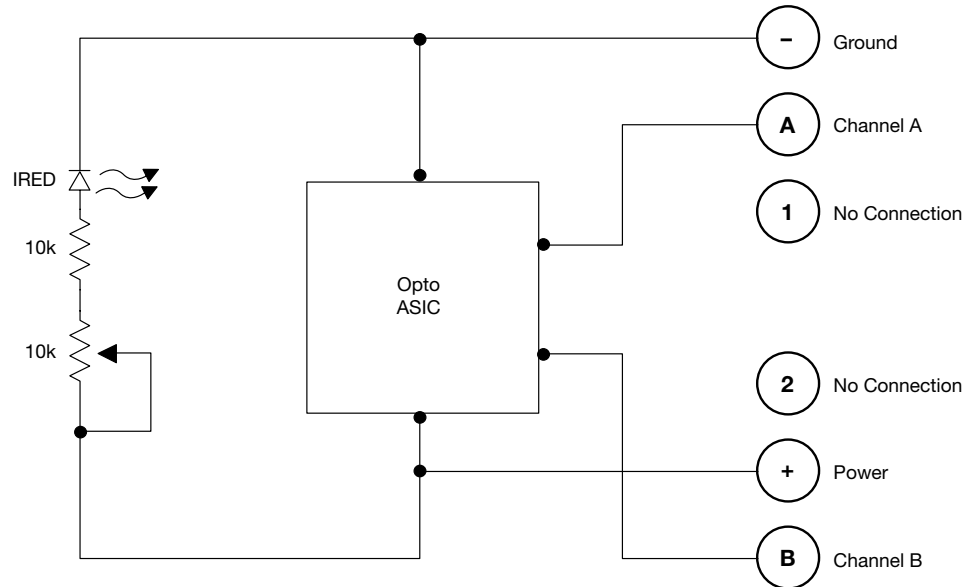 – Ground
A Channel A
IRED
1 No Connection
10k
Opto
ASIC
10k
2 No Connection
+ Power
B Channel B